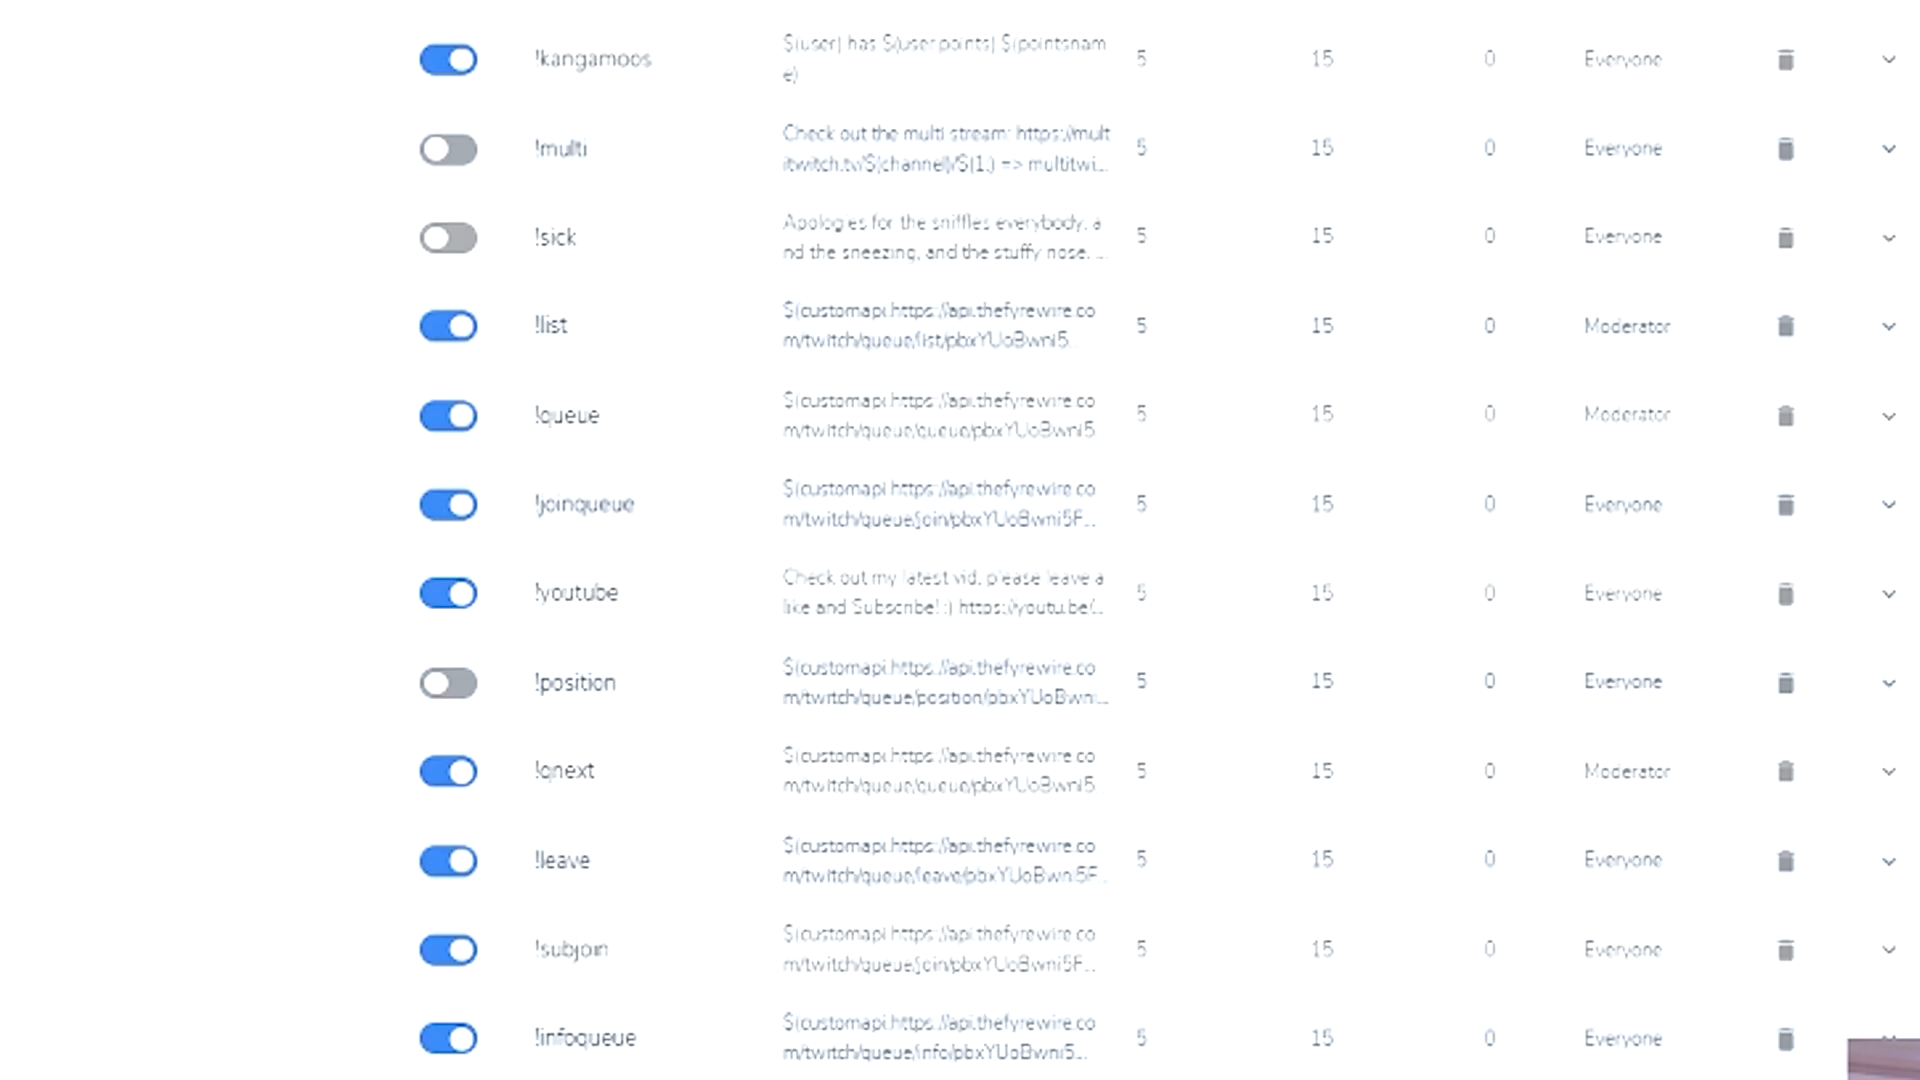 !kangamoos $(user) has $(user.points) $(pointsnam 5 15 0 Everyone
e)
!multi Check out the multi stream: https://mult 5 15 0 Everyone
itwitch.tv/$(channel)/$(1:) => multitwi...
!sick Apologies for the sniffles everybody, a 5 15 0 Everyone
nd the sneezing, and the stuffy nose. ...
!list $(customapi.https://api.thefyrewire.co 5 15 0 Moderator
m/twitch/queue/list/pbxYUoBwni5...
!queue $(customapi.https://api.thefyrewire.co 5 15 0 Moderator
m/twitch/queue/queue/pbxYUoBwni5
!joinqueue $(customapi.https://api.thefyrewire.co 5 15 0 Everyone
m/twitch/queue/join/pbxYUoBwni5F...
!youtube Check out my latest vid, please leave a 5 15 0 Everyone
like and Subscribe! :) https://youtu.be/...
!position $(customapi.https://api.thefyrewire.co 5 15 0 Everyone
m/twitch/queue/position/pbxYUoBwni...
!qnext $(customapi.https://api.thefyrewire.co 5 15 0 Moderator
m/twitch/queue/queue/pbxYUoBwni5
!leave $(customapi.https://api.thefyrewire.co 5 15 0 Everyone
m/twitch/queue/leave/pbxYUoBwni5F...
!subjoin $(customapi.https://api.thefyrewire.co 5 15 0 Everyone
m/twitch/queue/join/pbxYUoBwni5F...
!infoqueue $(customapi.https://api.thefyrewire.co 5 15 0 Everyone
m/twitch/queue/info/pbxYUoBwni5...